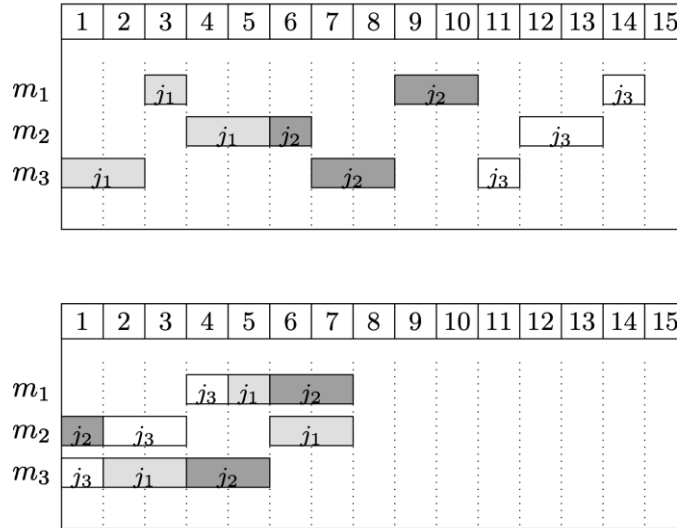 1 2 3 4 5 6 7 8 9 10 11 12 13 14 15
m₁ j₁ j₂ j₃
m₂ j₁ j₂ j₃
m₃ j₁ j₂ j₃
1 2 3 4 5 6 7 8 9 10 11 12 13 14 15
m₁ j₃ j₁ j₂
m₂ j₂ j₃ j₁
m₃ j₃ j₁ j₂